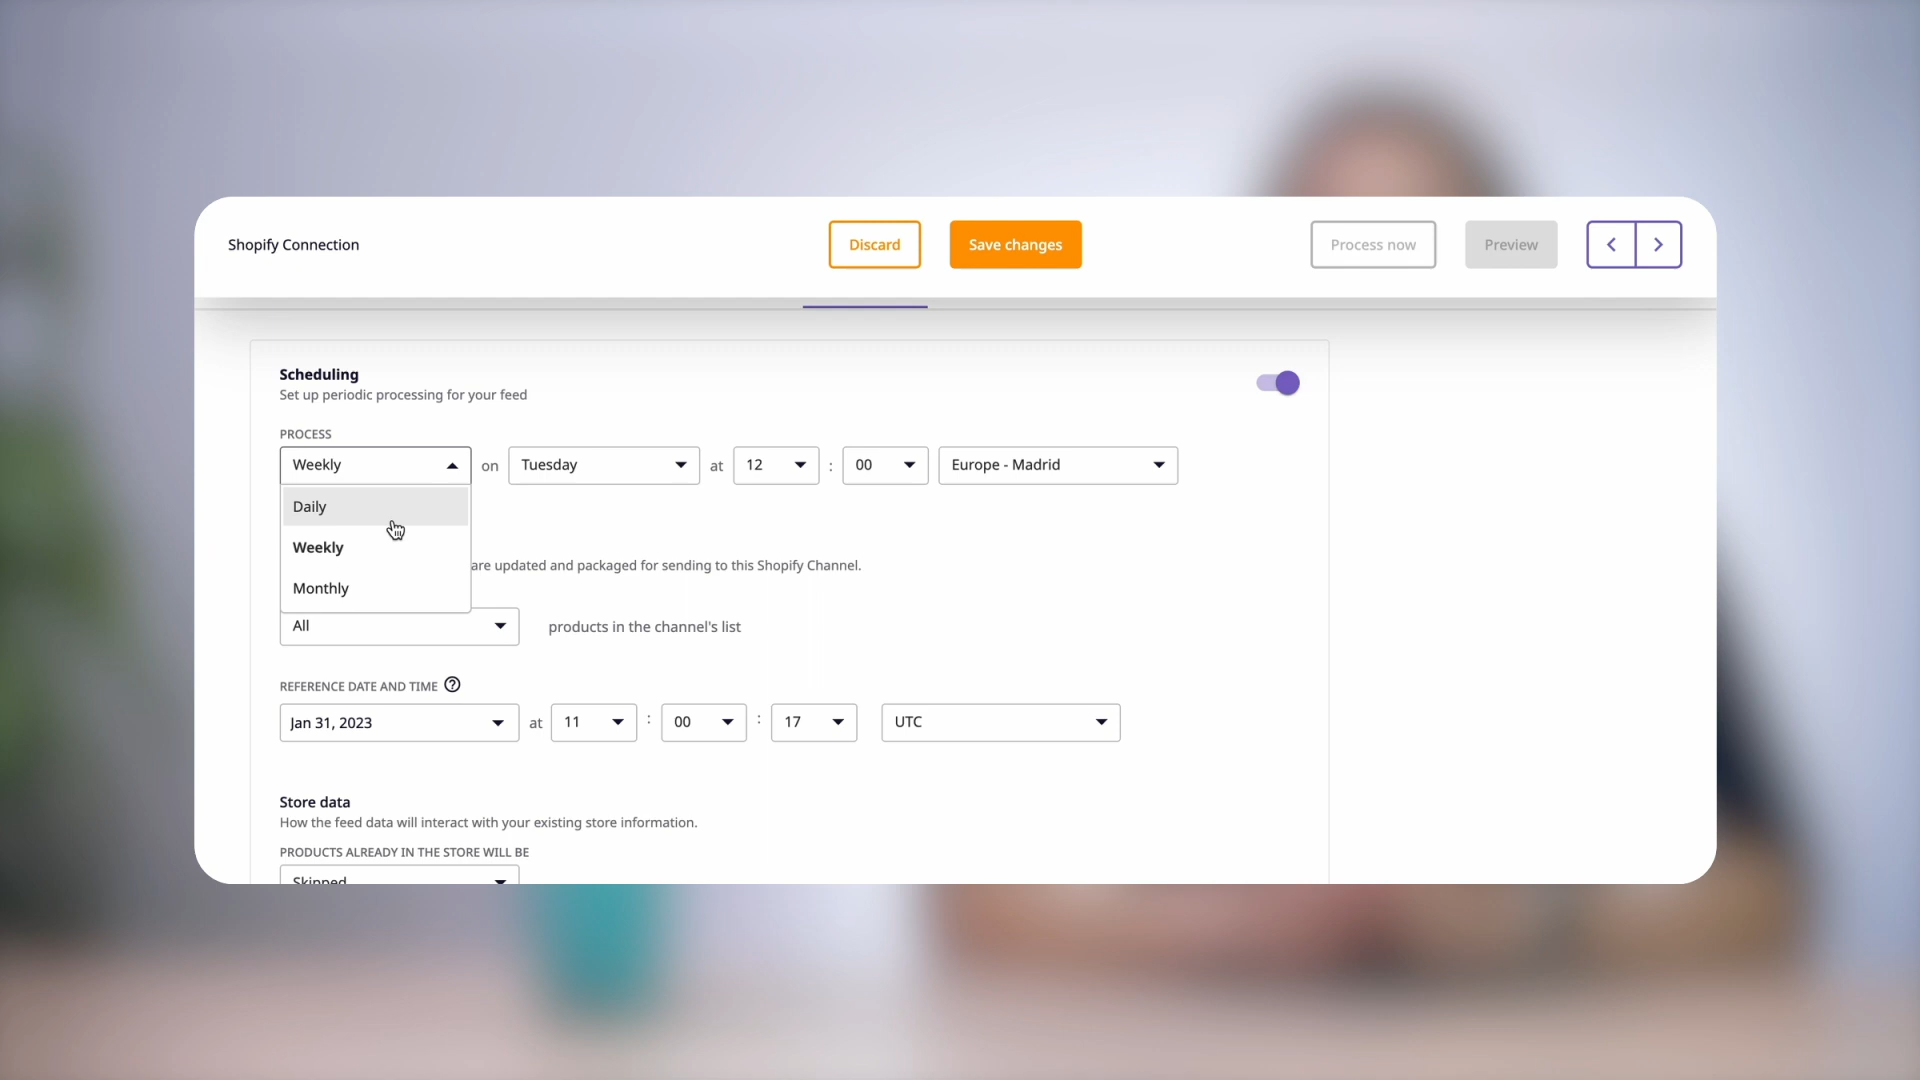 Shopify Connection
Discard
Save changes
Process now
Preview
Scheduling
Set up periodic processing for your feed
PROCESS
Weekly on Tuesday at 12 : 00 Europe - Madrid
Daily
Weekly
are updated and packaged for sending to this Shopify Channel.
Monthly
All products in the channel's list
REFERENCE DATE AND TIME ?
Jan 31, 2023 at 11 : 00 : 17 UTC
Store data
How the feed data will interact with your existing store information.
PRODUCTS ALREADY IN THE STORE WILL BE
Skipped